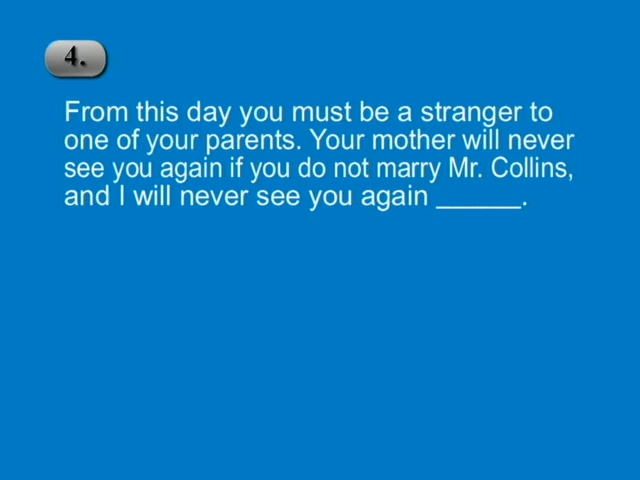 4.
From this day you must be a stranger to
one of your parents. Your mother will never
see you again if you do not marry Mr. Collins,
and I will never see you again ______.